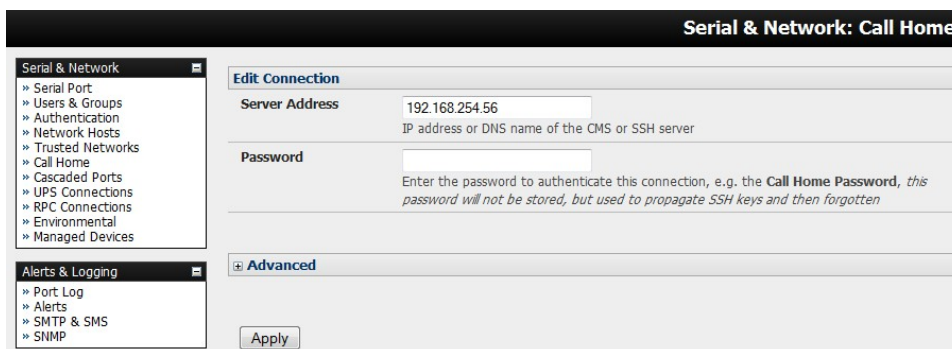 Serial & Network: Call Home
Serial & Network
» Serial Port
» Users & Groups
» Authentication
» Network Hosts
» Trusted Networks
» Call Home
» Cascaded Ports
» UPS Connections
» RPC Connections
» Environmental
» Managed Devices
Alerts & Logging
» Port Log
» Alerts
» SMTP & SMS
» SNMP
Edit Connection
Server Address
192.168.254.56
IP address or DNS name of the CMS or SSH server
Password
Enter the password to authenticate this connection, e.g. the Call Home Password, this
password will not be stored, but used to propagate SSH keys and then forgotten
Advanced
Apply